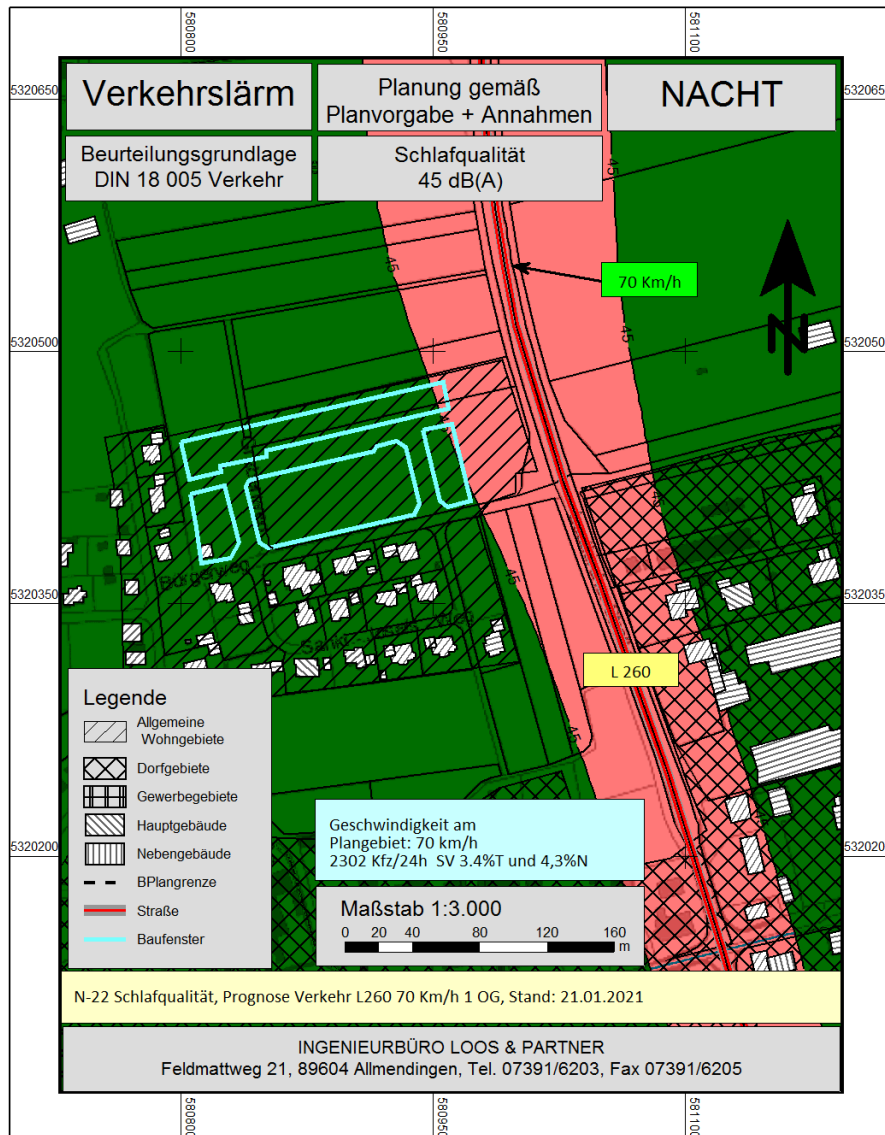 580800
580950
581100
5320650
5320650
Verkehrslärm
Planung gemäß
Planvorgabe + Annahmen
NACHT
Beurteilungsgrundlage
DIN 18 005 Verkehr
Schlafqualität
45 dB(A)
45
45
45
70 Km/h
N
45
5320500
5320500
45
45
Bürgerweg
45
5320350
5320350
L 260
45
45
Legende
Allgemeine
Wohngebiete
Dorfgebiete
Gewerbegebiete
Hauptgebäude
Nebengebäude
BPlangrenze
Straße
Baufenster
Geschwindigkeit am
Plangebiet: 70 km/h
2302 Kfz/24h SV 3.4%T und 4,3%N
5320200
5320200
Maßstab 1:3.000
0 20 40 80 120 160
m
N-22 Schlafqualität, Prognose Verkehr L260 70 Km/h 1 OG, Stand: 21.01.2021
INGENIEURBÜRO LOOS & PARTNER
Feldmattweg 21, 89604 Allmendingen, Tel. 07391/6203, Fax 07391/6205
580800
580950
581100